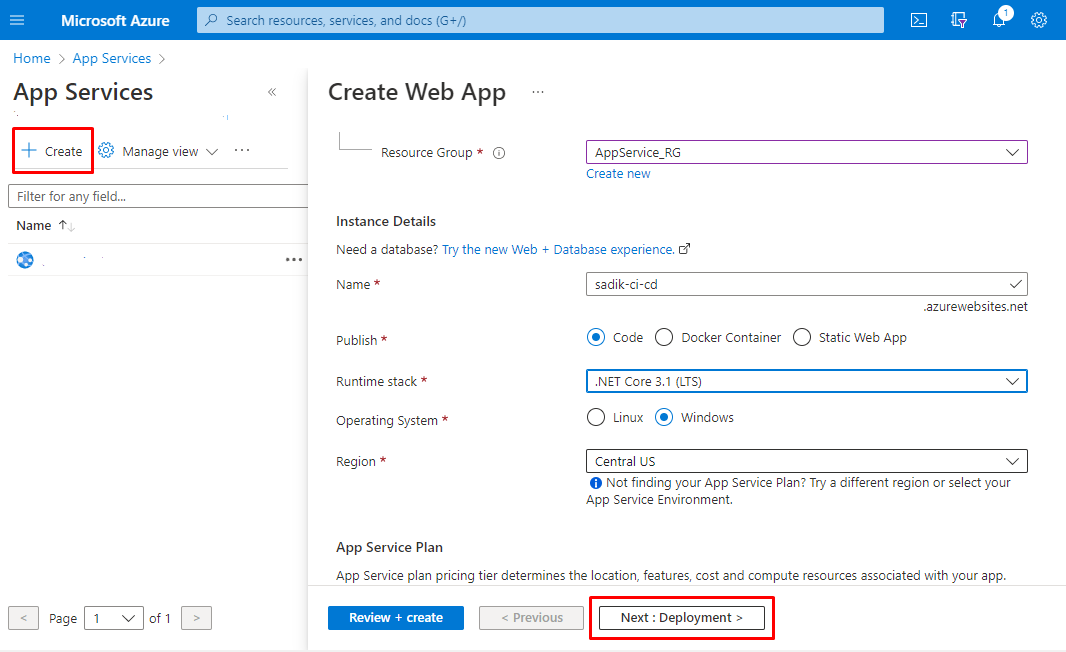 Microsoft Azure
Search resources, services, and docs (G+/)
1
Home > App Services >
App Services
«
Create Web App
...
+ Create
Manage view
...
Filter for any field...
Name ↑↓
...
Resource Group *
AppService_RG
Create new
Instance Details
Need a database? Try the new Web + Database experience.
Name *
sadik-ci-cd
.azurewebsites.net
Publish *
Code
Docker Container
Static Web App
Runtime stack *
.NET Core 3.1 (LTS)
Operating System *
Linux
Windows
Region *
Central US
Not finding your App Service Plan? Try a different region or select your
App Service Environment.
App Service Plan
App Service plan pricing tier determines the location, features, cost and compute resources associated with your app.
< Page 1 of 1 >
Review + create
< Previous
Next : Deployment >